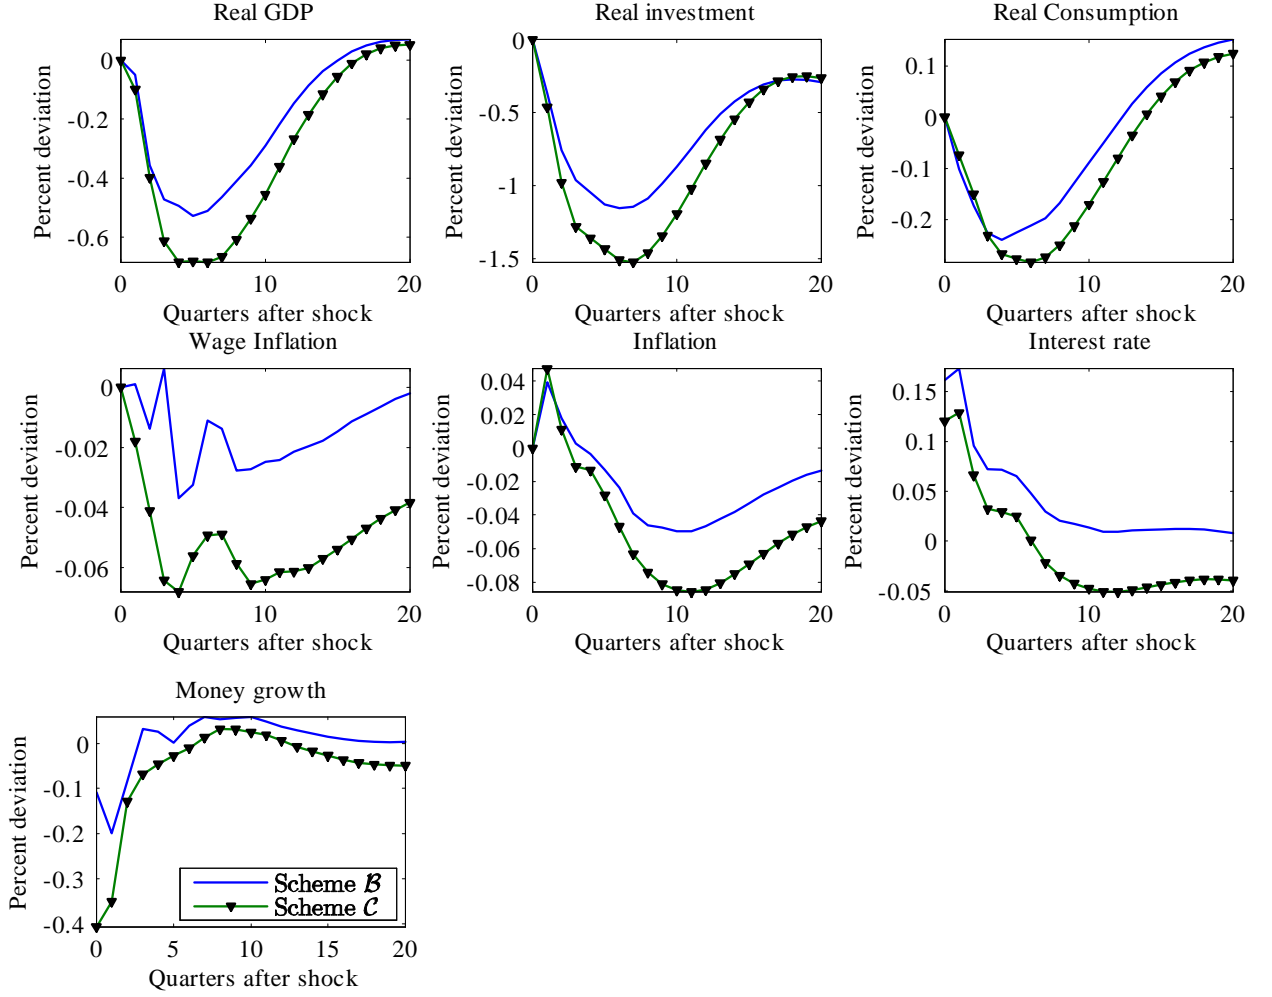 Real GDP
Real investment
Real Consumption
0
-0.2
-0.4
-0.6
Percent deviation
0
10
20
Quarters after shock
0
-0.5
-1
-1.5
Percent deviation
0
10
20
Quarters after shock
0.1
0
-0.1
-0.2
Percent deviation
0
10
20
Quarters after shock
Wage Inflation
Inflation
Interest rate
0
-0.02
-0.04
-0.06
Percent deviation
0
10
20
Quarters after shock
0.04
0.02
0
-0.02
-0.04
-0.06
-0.08
Percent deviation
0
10
20
Quarters after shock
0.15
0.1
0.05
0
-0.05
Percent deviation
0
10
20
Quarters after shock
Money growth
0
-0.1
-0.2
-0.3
-0.4
Percent deviation
0
5
10
15
20
Quarters after shock
Scheme ℬ
Scheme 𝒞